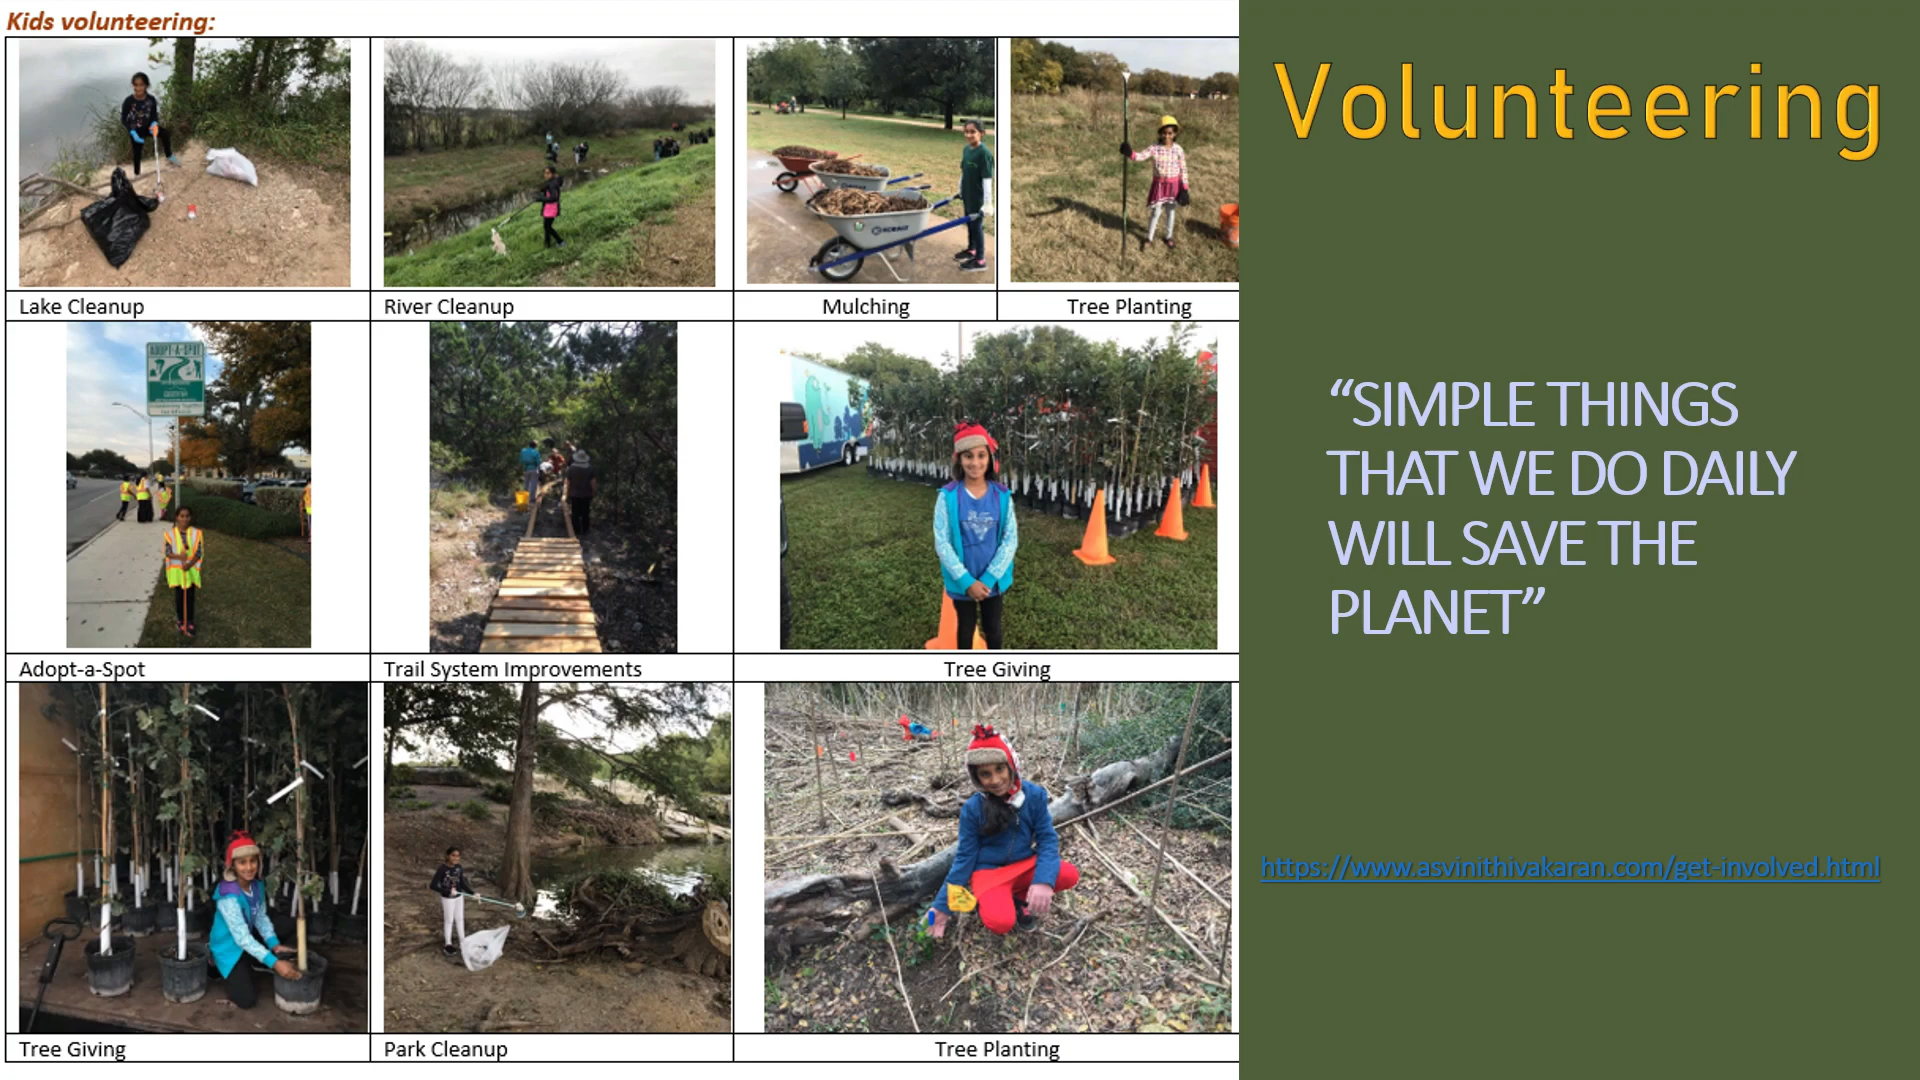 Kids volunteering:
Lake Cleanup
River Cleanup
Mulching
Tree Planting
ADOPT-A-SPOT
Adopt-a-Spot
Trail System Improvements
Tree Giving
Tree Giving
Park Cleanup
Tree Planting
Volunteering
“SIMPLE THINGS
THAT WE DO DAILY
WILL SAVE THE
PLANET”
https://www.asvinithivakaran.com/get-involved.html